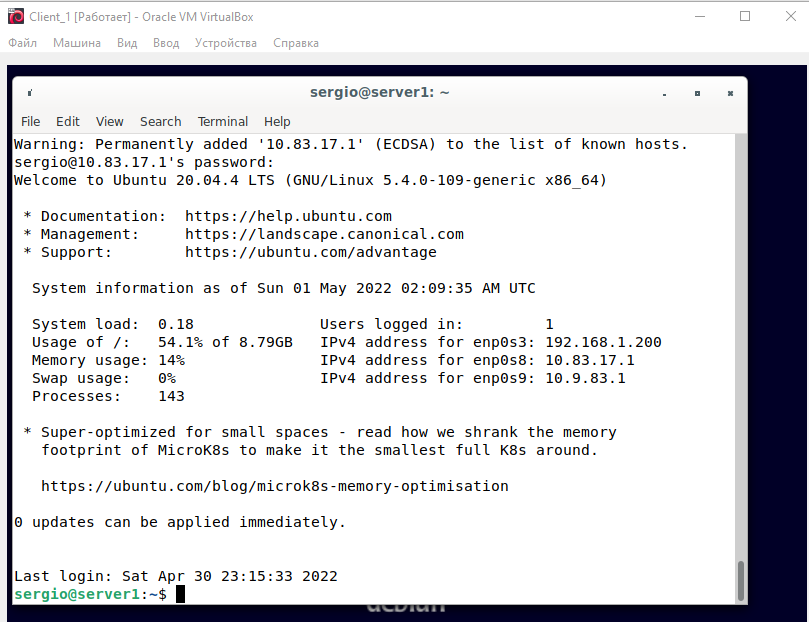 Client_1 [Работает] - Oracle VM VirtualBox
Файл Машина Вид Ввод Устройства Справка
sergio@server1: ~
File Edit View Search Terminal Help
Warning: Permanently added '10.83.17.1' (ECDSA) to the list of known hosts.
sergio@10.83.17.1's password:
Welcome to Ubuntu 20.04.4 LTS (GNU/Linux 5.4.0-109-generic x86_64)
* Documentation: https://help.ubuntu.com
* Management: https://landscape.canonical.com
* Support: https://ubuntu.com/advantage
System information as of Sun 01 May 2022 02:09:35 AM UTC
System load: 0.18 Users logged in: 1
Usage of /: 54.1% of 8.79GB IPv4 address for enp0s3: 192.168.1.200
Memory usage: 14% IPv4 address for enp0s8: 10.83.17.1
Swap usage: 0% IPv4 address for enp0s9: 10.9.83.1
Processes: 143
* Super-optimized for small spaces - read how we shrank the memory
footprint of MicroK8s to make it the smallest full K8s around.
https://ubuntu.com/blog/microk8s-memory-optimisation
0 updates can be applied immediately.
Last login: Sat Apr 30 23:15:33 2022
sergio@server1:~$
debian